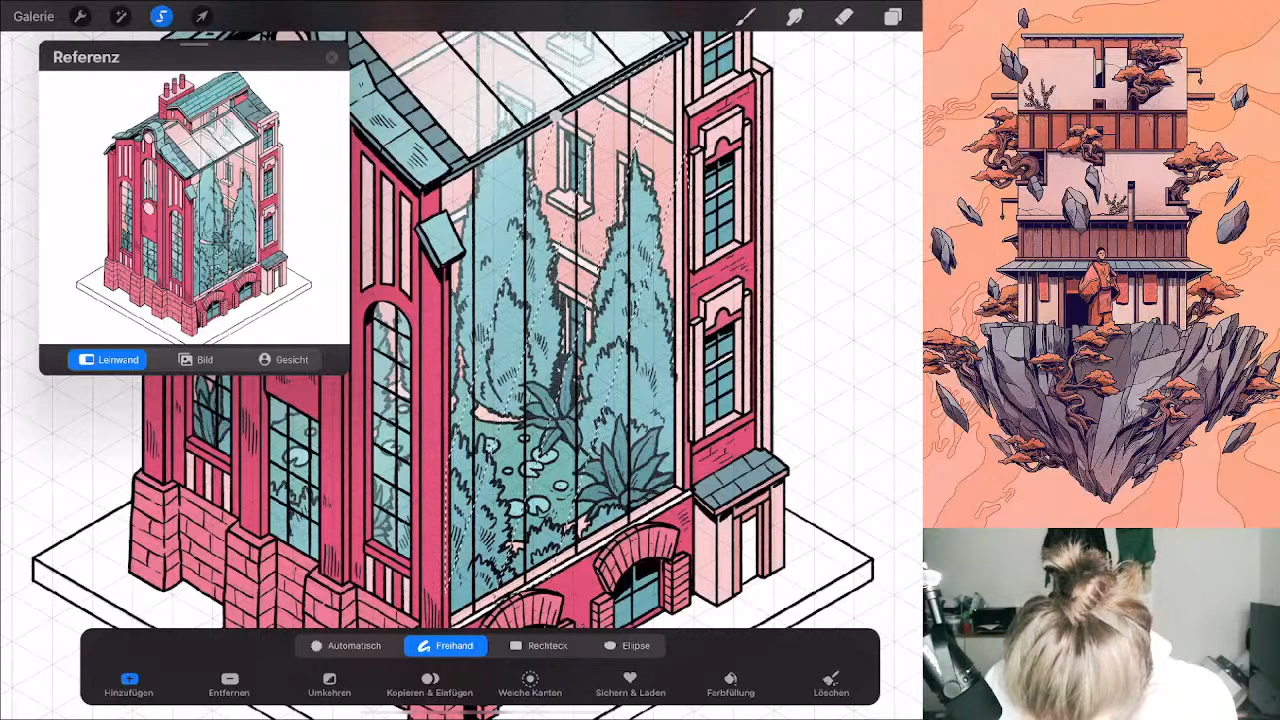 Galerie
Referenz
Leinwand
Bild
Gesicht
Automatisch
Freihand
Rechteck
Ellipse
Hinzufügen
Entfernen
Umkehren
Kopieren & Einfügen
Weiche Kanten
Sichern & Laden
Farbfüllung
Löschen